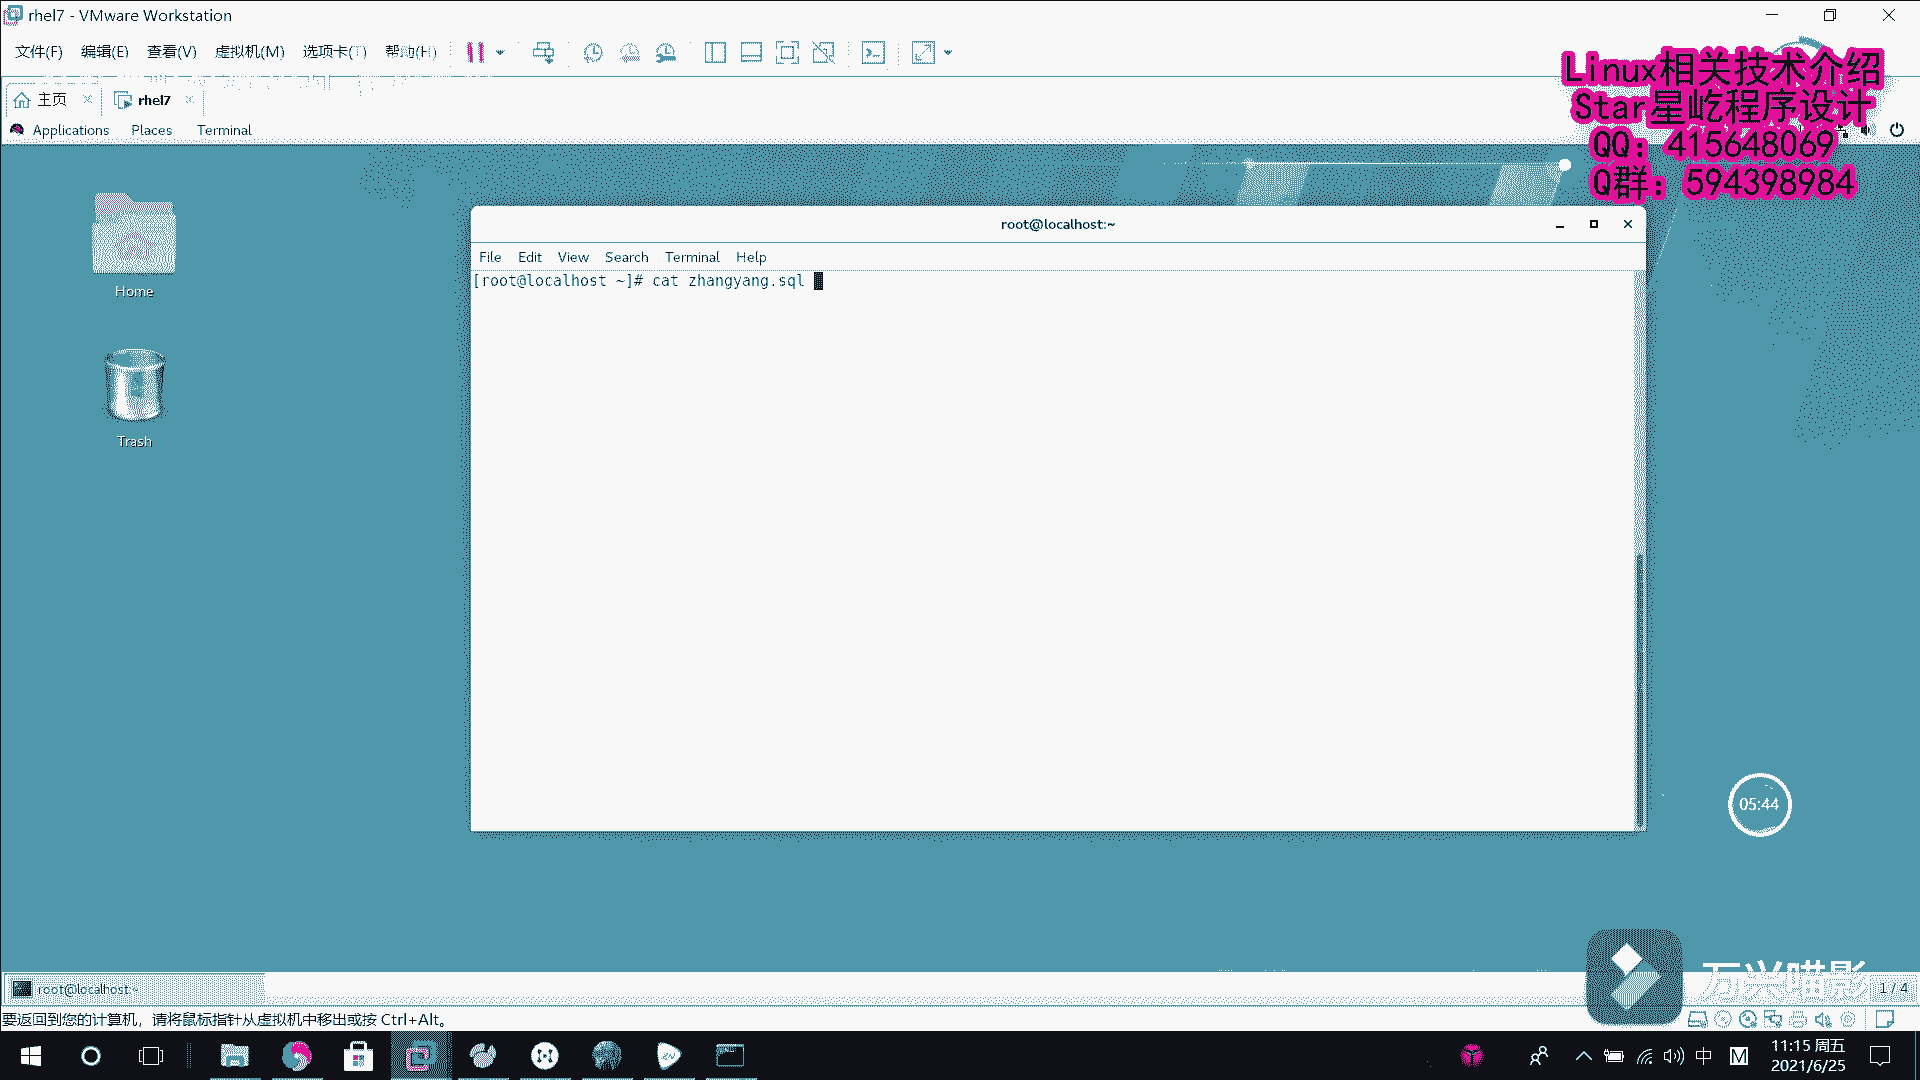 rhel7 - VMware Workstation
文件(F) 编辑(E) 查看(V) 虚拟机(M) 选项卡(T) 帮助(H)
主页 rhel7
Linux相关技术介绍
Star星屹程序设计
QQ：415648069
Q群：594398984
Applications Places Terminal
Home
Trash
root@localhost:~
File Edit View Search Terminal Help
[root@localhost ~]# cat zhangyang.sql
05:44
万兴喵影
root@localhost:~
1 / 4
要返回到您的计算机，请将鼠标指针从虚拟机中移出或按 Ctrl+Alt。
中 M
11:15 周五
2021/6/25